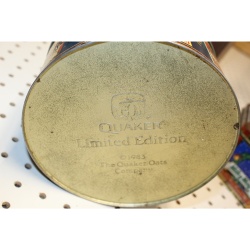 QUAKER®
Limited Edition
The Quaker Oats
Company